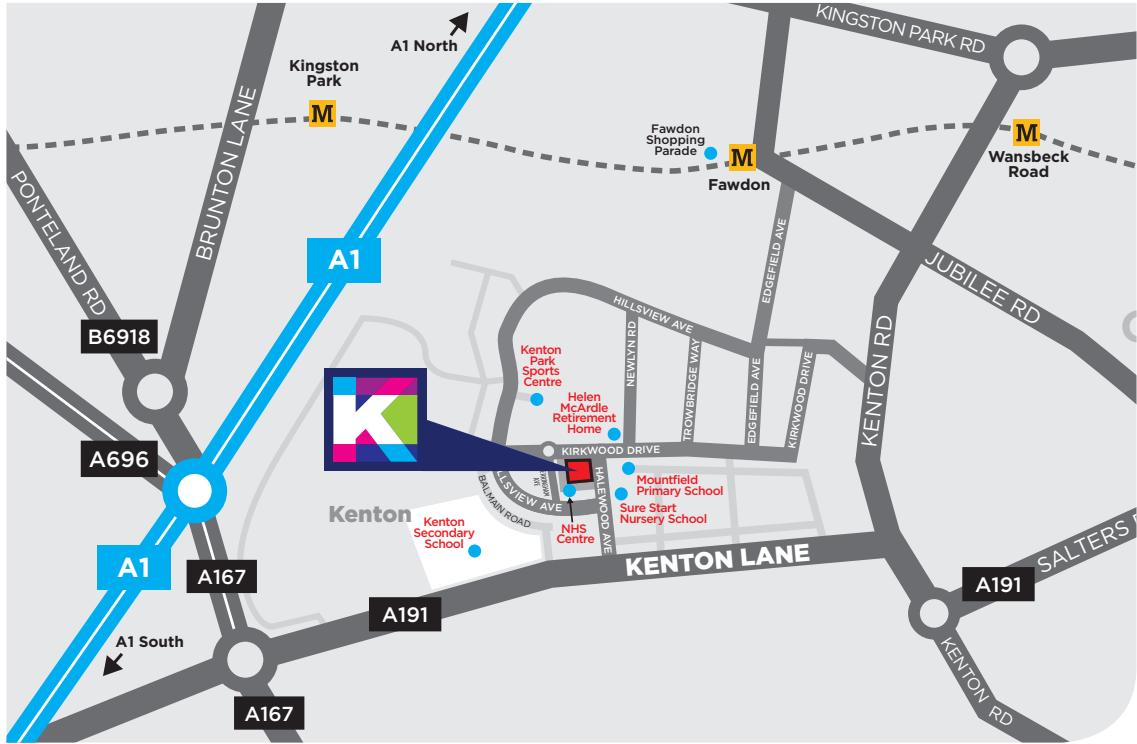 KINGSTON PARK RD
A1 North
Kingston
Park
M
BRUNTON LANE
PONTELAND RD
Fawdon
Shopping
Parade
M
Fawdon
M
Wansbeck
Road
A1
EDGEFIELD AVE
JUBILEE RD
HILLSVIEW AVE
B6918
KENTON RD
NEWLYN RD
TROWBRIDGE WAY
EDGEFIELD AVE
KIRKWOOD DRIVE
Kenton
Park
Sports
Centre
Helen
McArdle
Retirement
Home
K
A696
KIRKWOOD DRIVE
HALEWOOD AVE
Mountfield
Primary School
Sure Start
Nursery School
HILLSVIEW AVE
BALMAIN ROAD
NHS
Centre
Kenton
Kenton
Secondary
School
KENTON LANE
SALTERS
A1
A167
A191
A191
A1 South
KENTON RD
A167